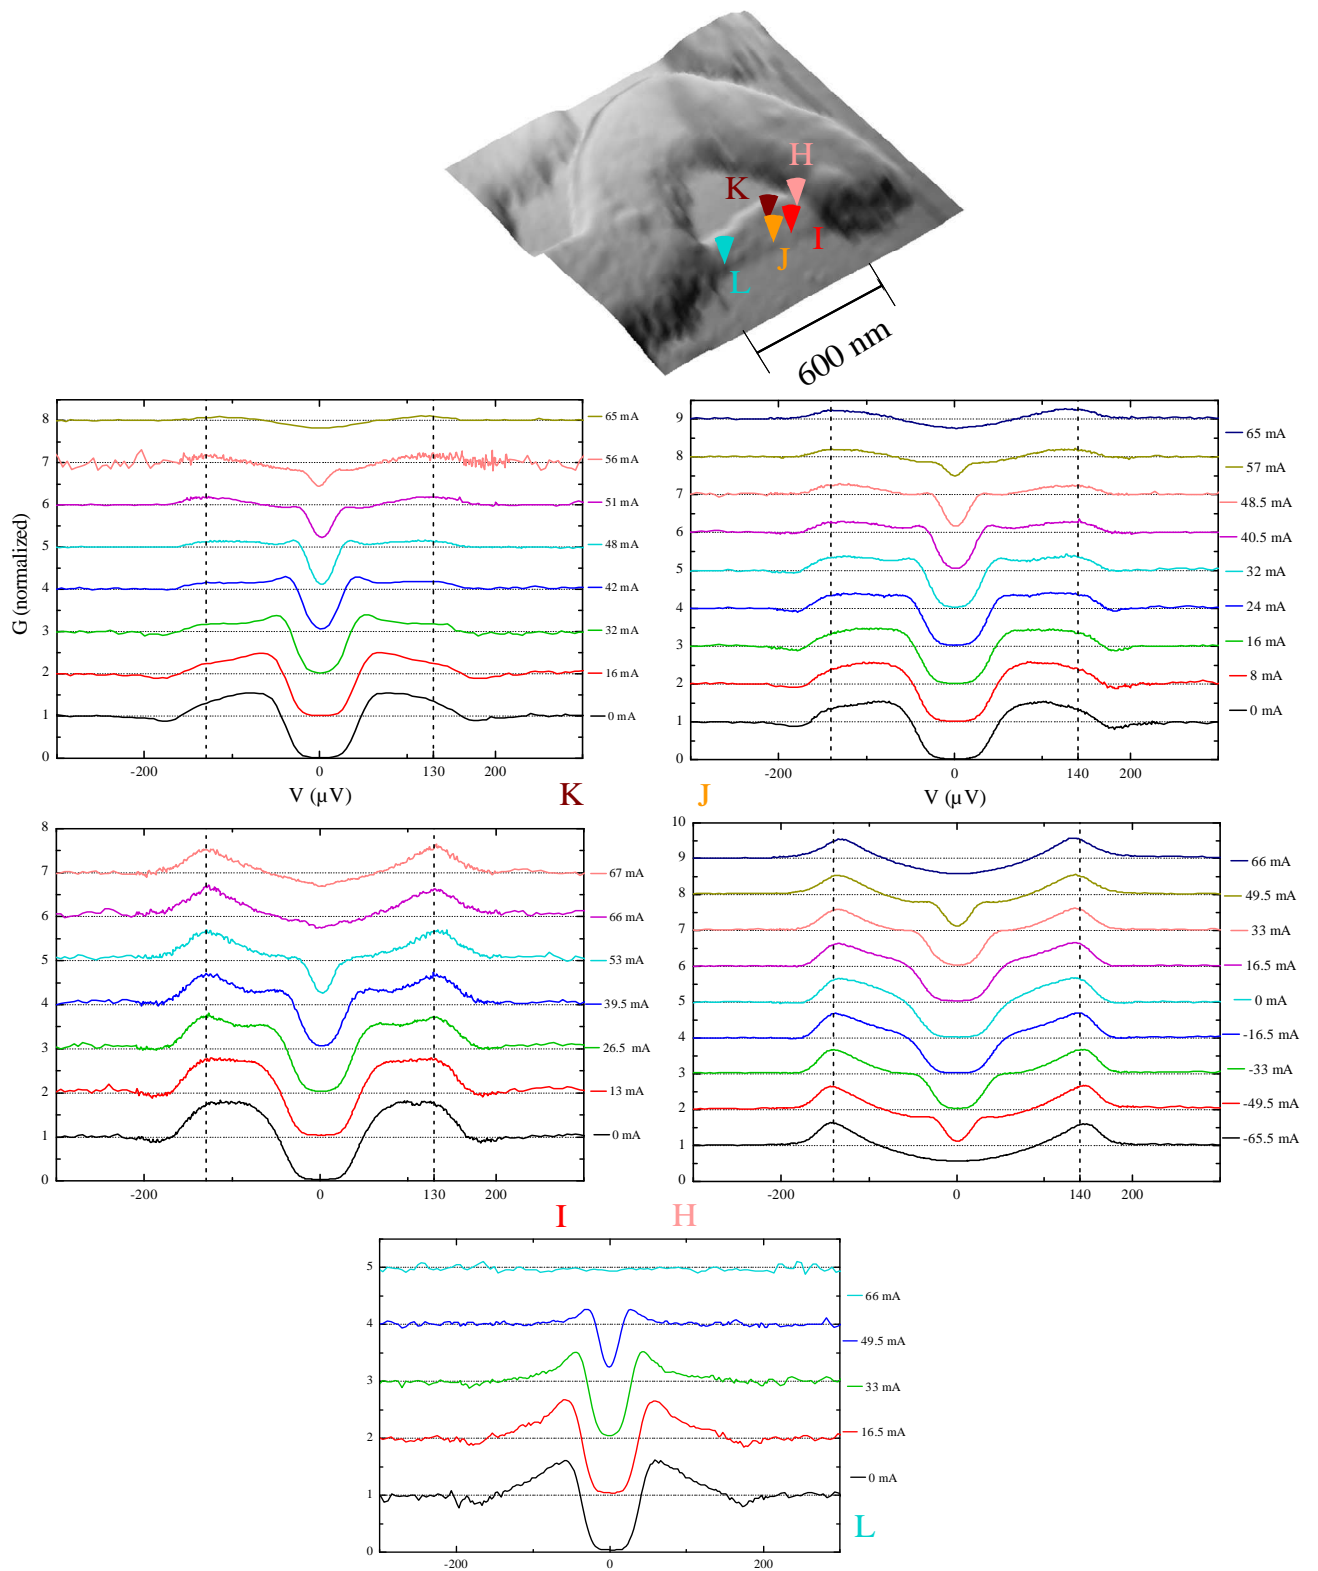 H
K
I
J
L
600 nm
G (normalized)
8
7
6
5
4
3
2
1
0
65 mA
56 mA
51 mA
48 mA
42 mA
32 mA
16 mA
0 mA
-200 0 130 200
V (µV)
K
9
8
7
6
5
4
3
2
1
0
65 mA
57 mA
48.5 mA
40.5 mA
32 mA
24 mA
16 mA
8 mA
0 mA
-200 0 140 200
V (µV)
J
8
7
6
5
4
3
2
1
0
67 mA
66 mA
53 mA
39.5 mA
26.5 mA
13 mA
0 mA
-200 0 130 200
I
10
9
8
7
6
5
4
3
2
1
0
66 mA
49.5 mA
33 mA
16.5 mA
0 mA
-16.5 mA
-33 mA
-49.5 mA
-65.5 mA
-200 0 140 200
H
5
4
3
2
1
0
66 mA
49.5 mA
33 mA
16.5 mA
0 mA
-200 0 200
L